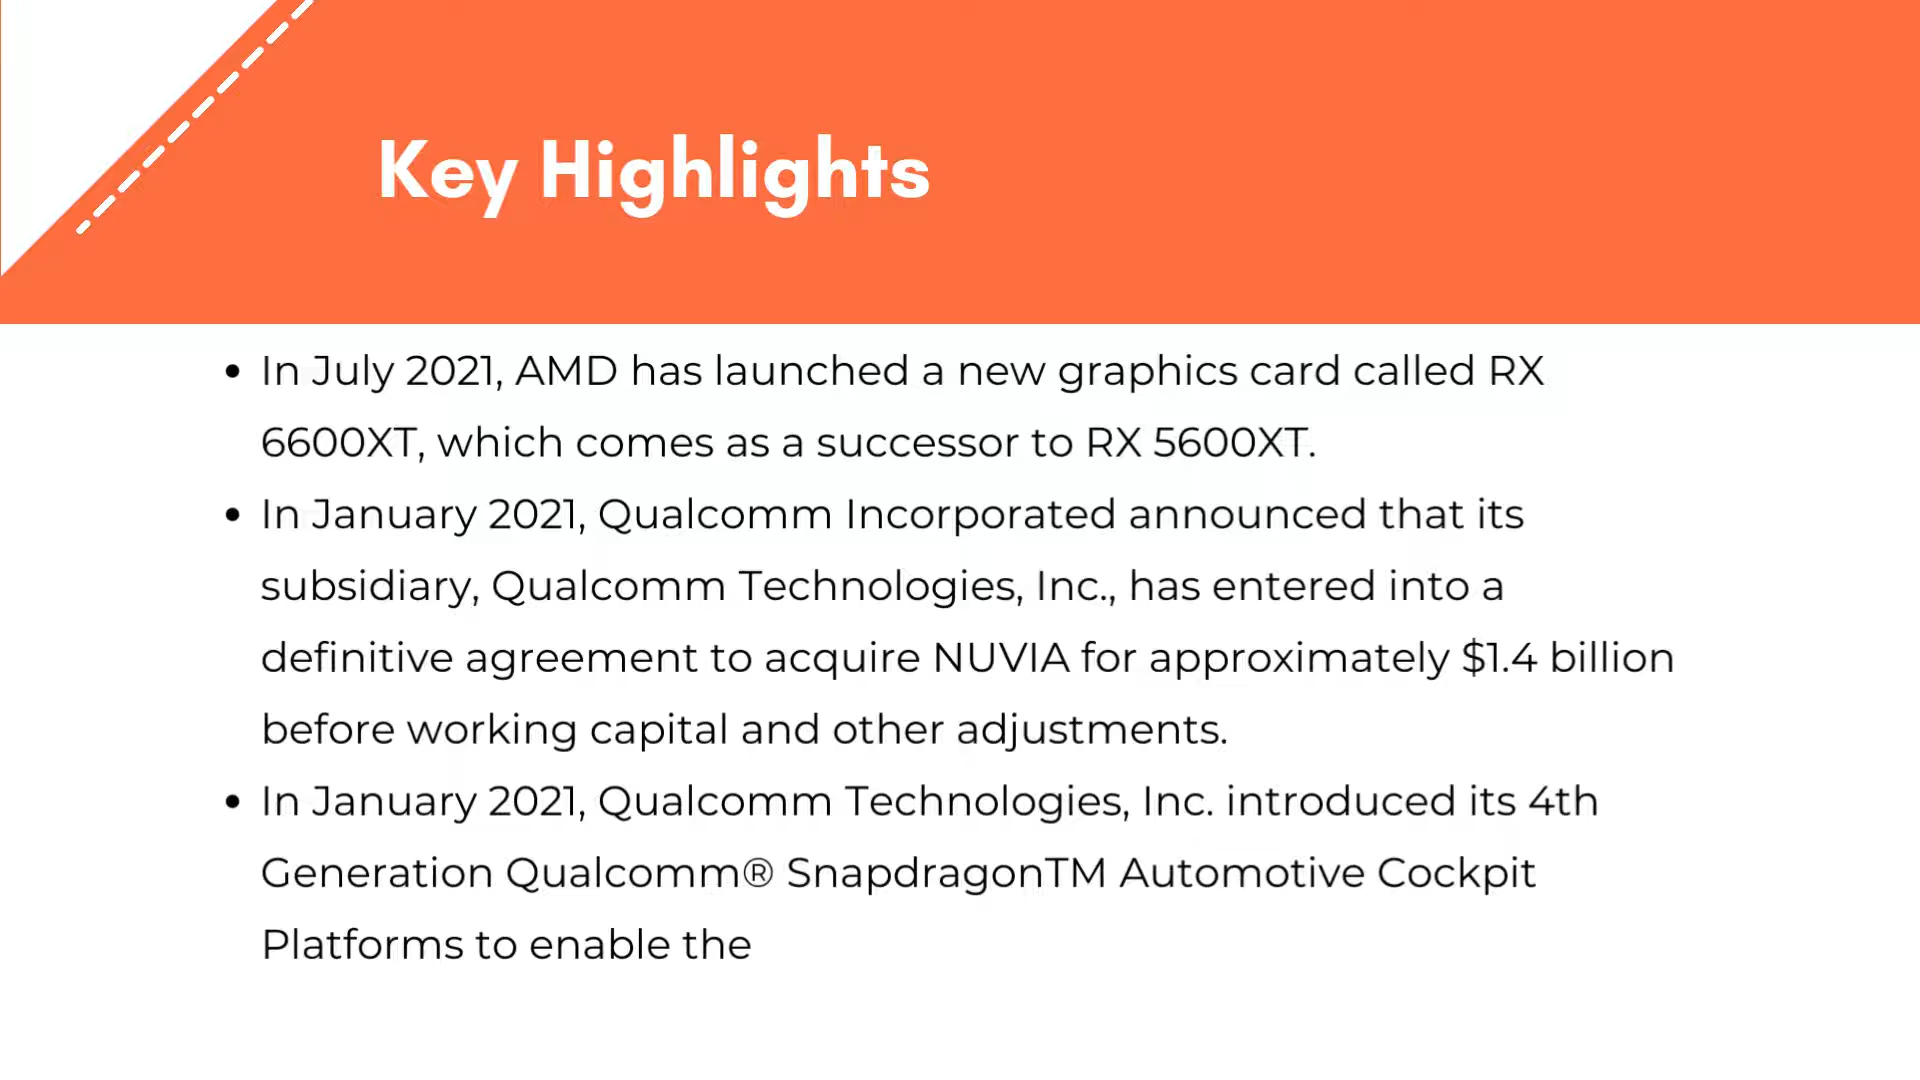 Key Highlights
• In July 2021, AMD has launched a new graphics card called RX
6600XT, which comes as a successor to RX 5600XT.
• In January 2021, Qualcomm Incorporated announced that its
subsidiary, Qualcomm Technologies, Inc., has entered into a
definitive agreement to acquire NUVIA for approximately $1.4 billion
before working capital and other adjustments.
• In January 2021, Qualcomm Technologies, Inc. introduced its 4th
Generation Qualcomm® SnapdragonTM Automotive Cockpit
Platforms to enable the